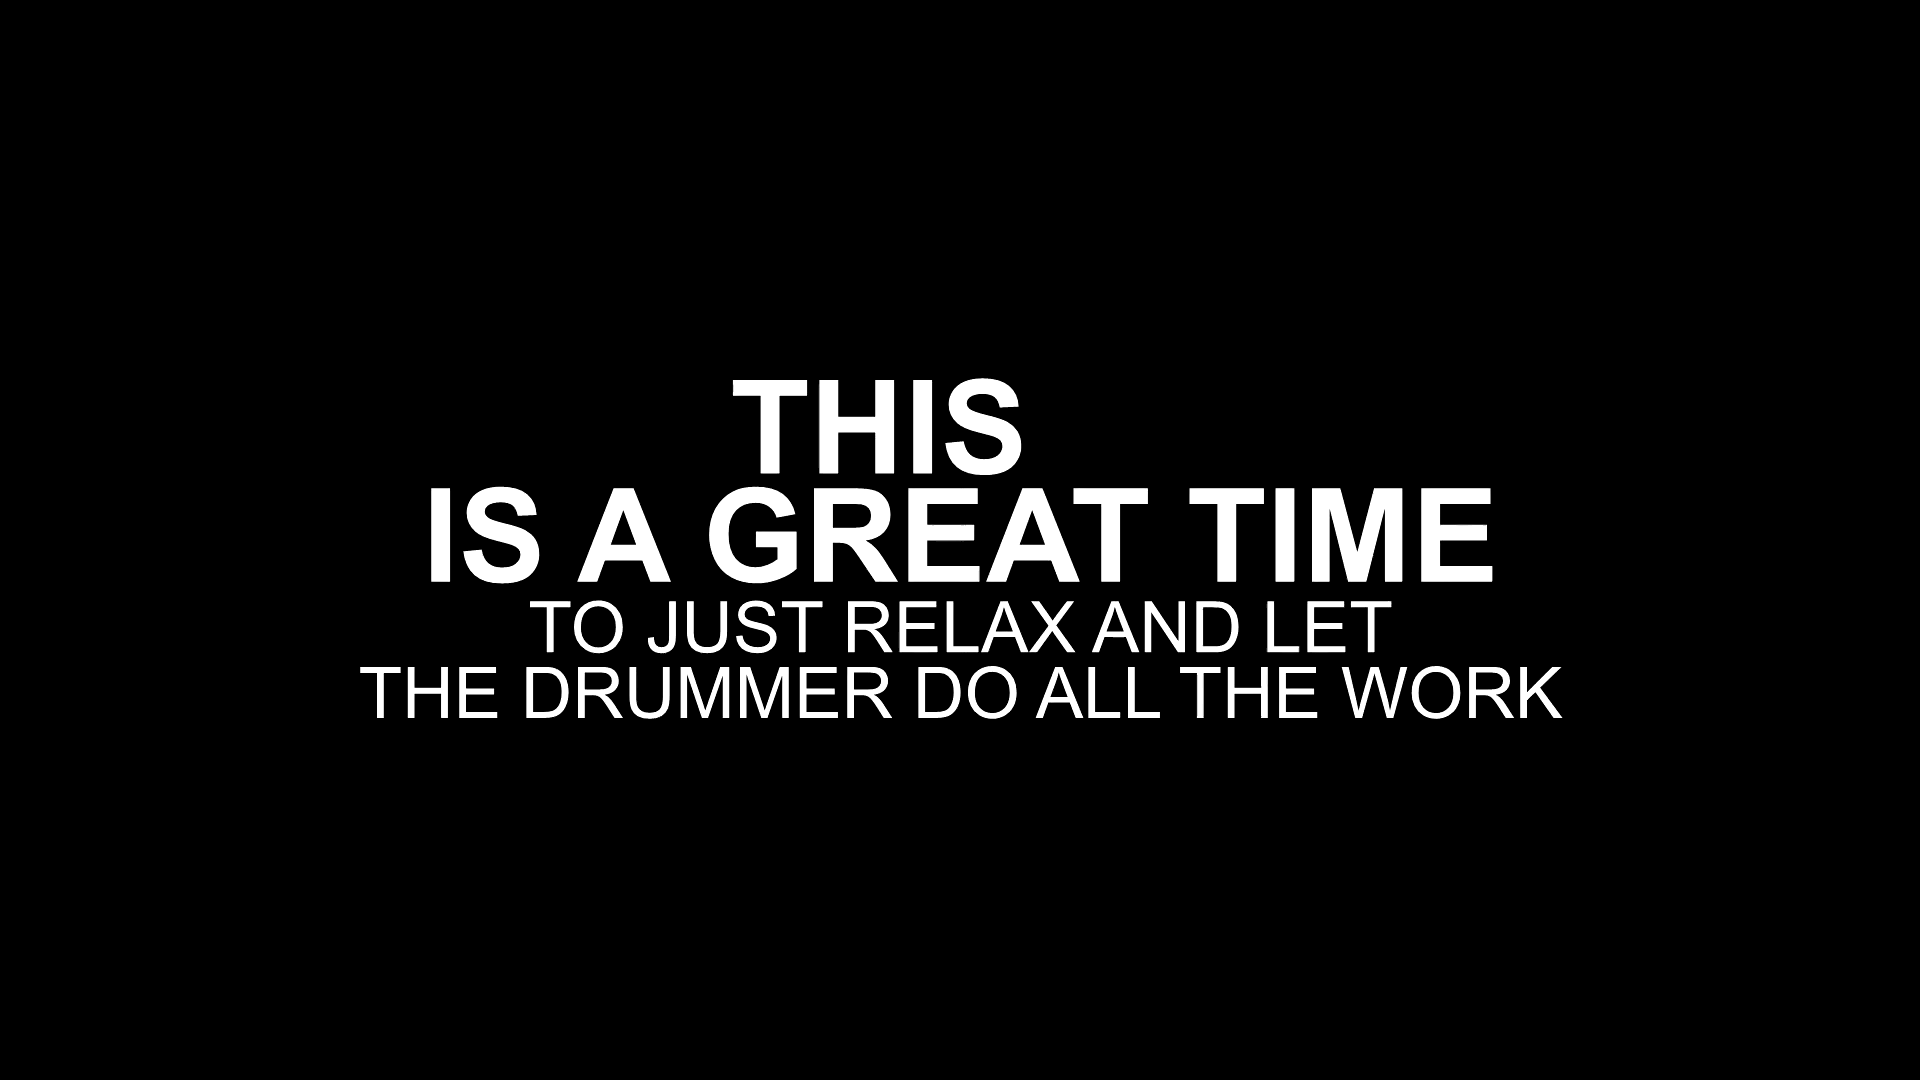 THIS
IS A GREAT TIME
TO JUST RELAX AND LET
THE DRUMMER DO ALL THE WORK